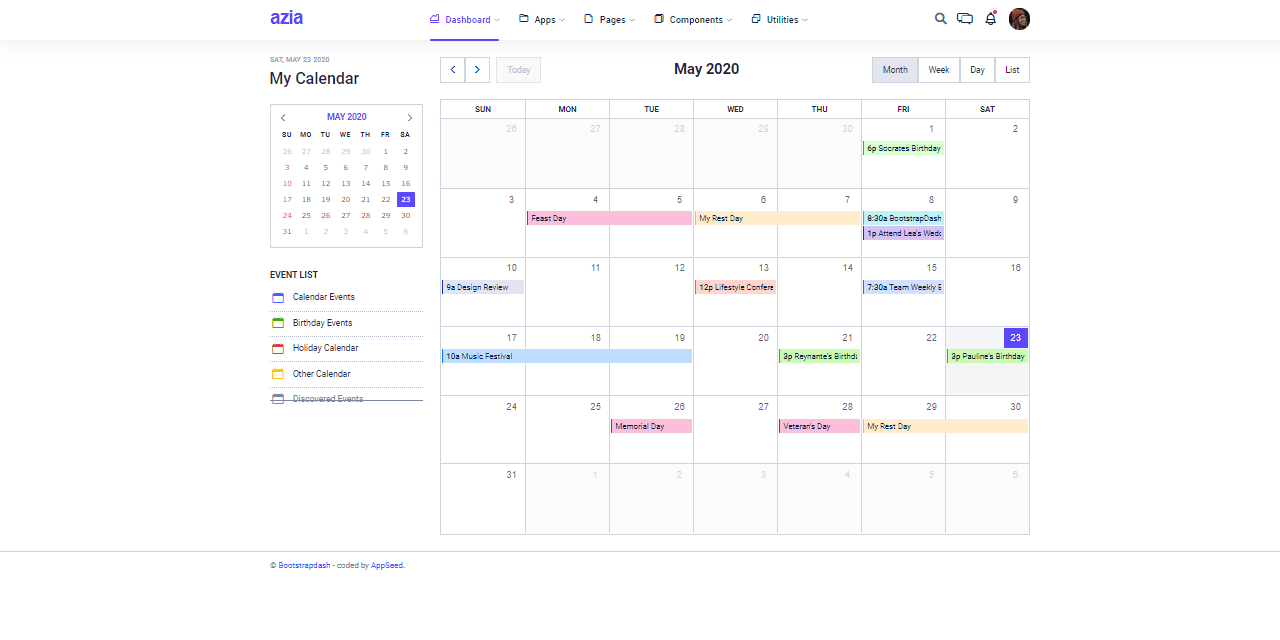 azia
Dashboard Apps Pages Components Utilities
SAT, MAY 23 2020
My Calendar
MAY 2020
SU MO TU WE TH FR SA
26 27 28 29 30 1 2
3 4 5 6 7 8 9
10 11 12 13 14 15 16
17 18 19 20 21 22 23
24 25 26 27 28 29 30
31 1 2 3 4 5 6
EVENT LIST
Calendar Events
Birthday Events
Holiday Calendar
Other Calendar
Discovered Events
Today
May 2020
Month Week Day List
SUN MON TUE WED THU FRI SAT
26 27 28 29 30 1 2
6p Socrates Birthday
3 4 5 6 7 8 9
Feast Day My Rest Day 8:30a BootstrapDash
1p Attend Lea's Wedd
10 11 12 13 14 15 16
9a Design Review 12p Lifestyle Confere 7:30a Team Weekly
17 18 19 20 21 22 23
10a Music Festival 3p Reynante's Birthda 3p Pauline's Birthday
24 25 26 27 28 29 30
Memorial Day Veteran's Day My Rest Day
31 1 2 3 4 5 6
© Bootstrapdash - coded by AppSeed.